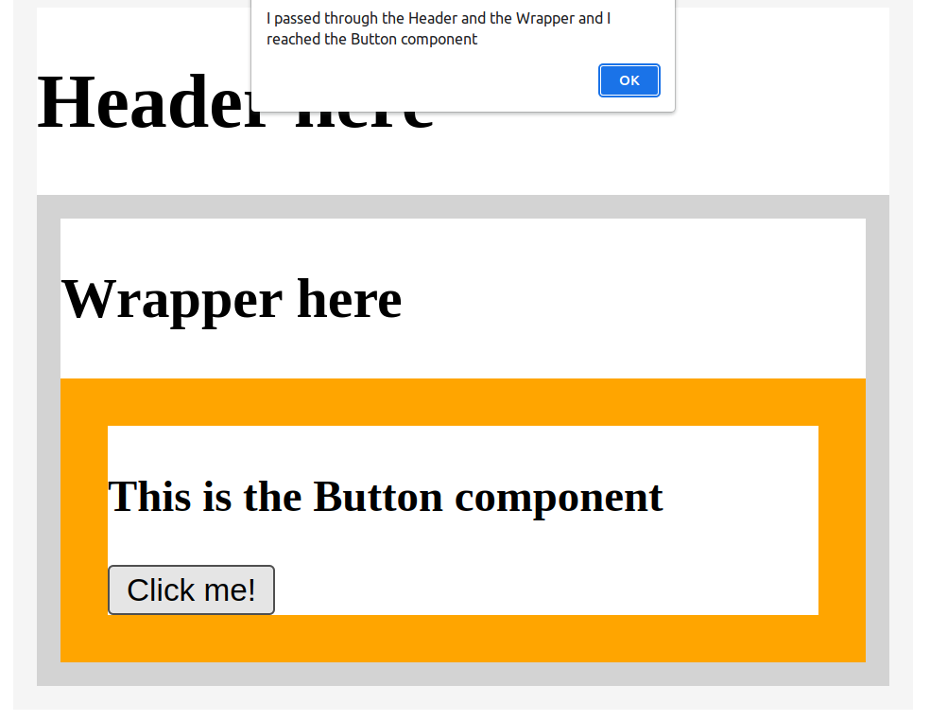 I passed through the Header and the Wrapper and I
reached the Button component
OK
Header here
Wrapper here
This is the Button component
Click me!